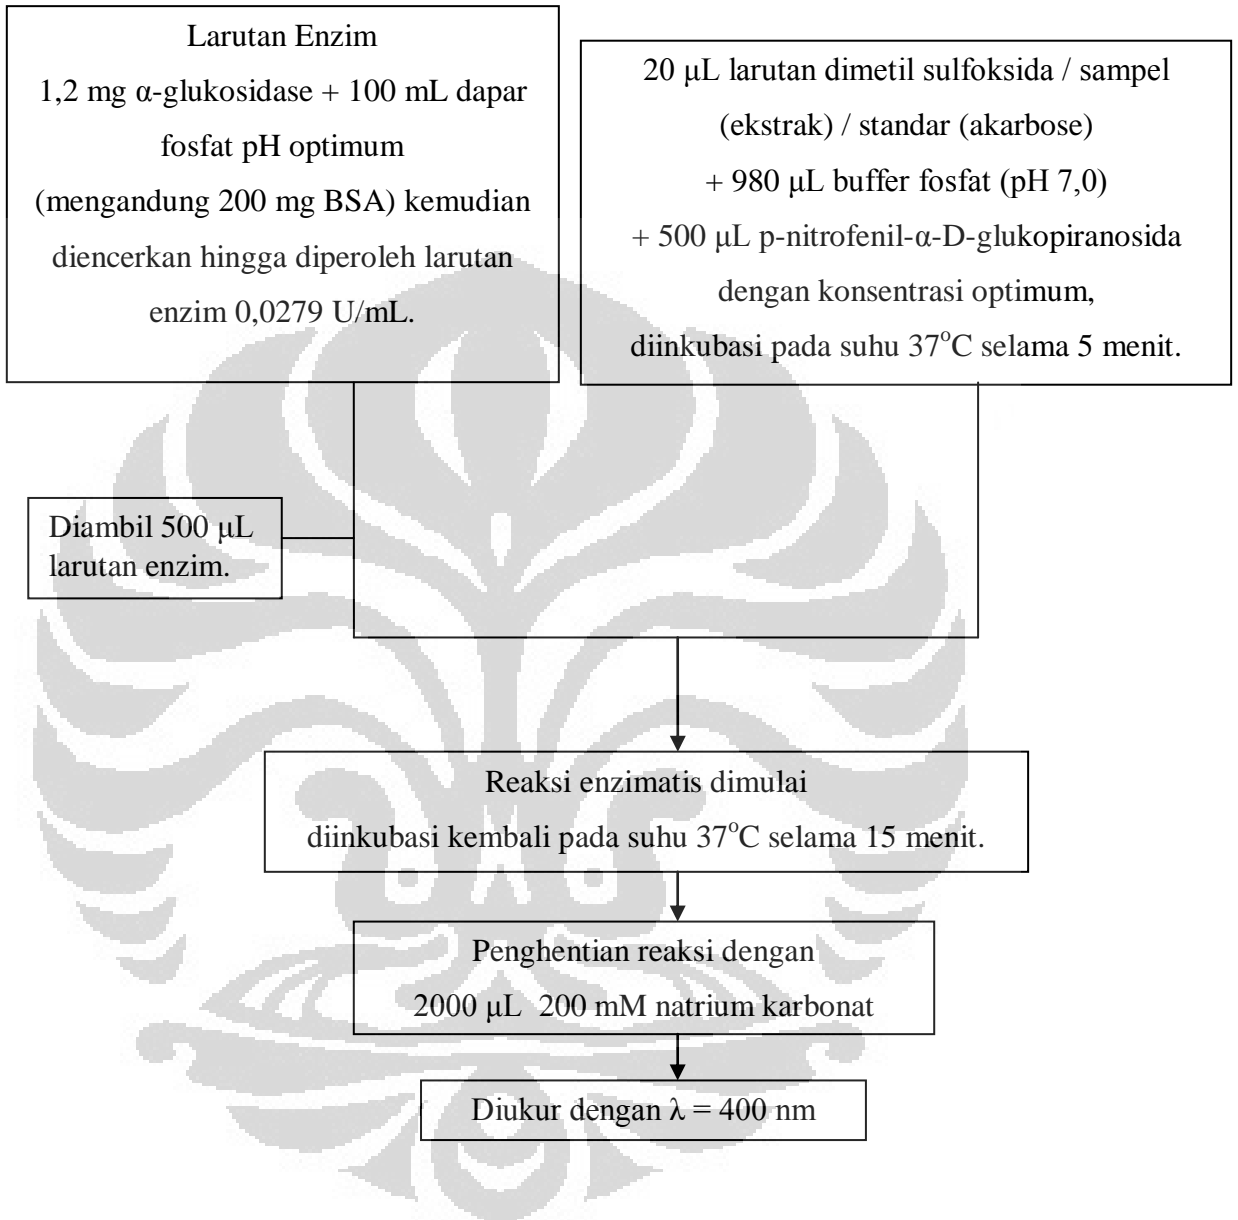 Larutan Enzim
1,2 mg α-glukosidase + 100 mL dapar
fosfat pH optimum
(mengandung 200 mg BSA) kemudian
diencerkan hingga diperoleh larutan
enzim 0,0279 U/mL.
20 μL larutan dimetil sulfoksida / sampel
(ekstrak) / standar (akarbose)
+ 980 μL buffer fosfat (pH 7,0)
+ 500 μL p-nitrofenil-α-D-glukopiranosida
dengan konsentrasi optimum,
diinkubasi pada suhu 37°C selama 5 menit.
Diambil 500 μL
larutan enzim.
Reaksi enzimatis dimulai
diinkubasi kembali pada suhu 37°C selama 15 menit.
Penghentian reaksi dengan
2000 μL 200 mM natrium karbonat
Diukur dengan λ = 400 nm